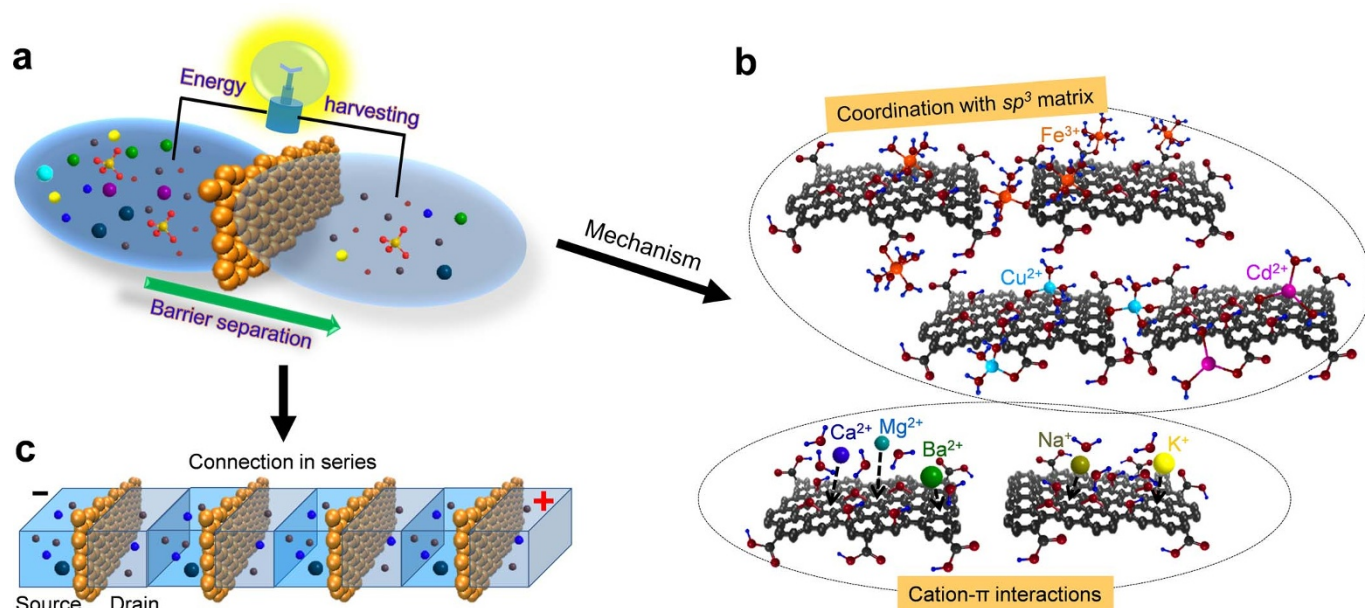 a
Energy
harvesting
Barrier separation
Mechanism
b
Coordination with sp³ matrix
Fe³⁺
Cu²⁺
Cd²⁺
Ca²⁺
Mg²⁺
Ba²⁺
Na⁺
K⁺
Cation-π interactions
c
Connection in series
–
+
Source
Drain